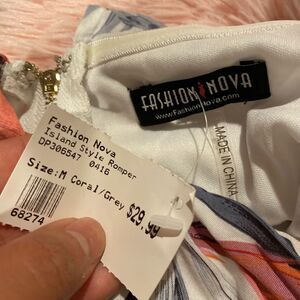 FASHION NOVA
www.FashionNova.com
MADE IN CHINA
Fashion Nova
Island Style Romper
DP306547 0416
Size:M Coral/Grey
$29.99
68274